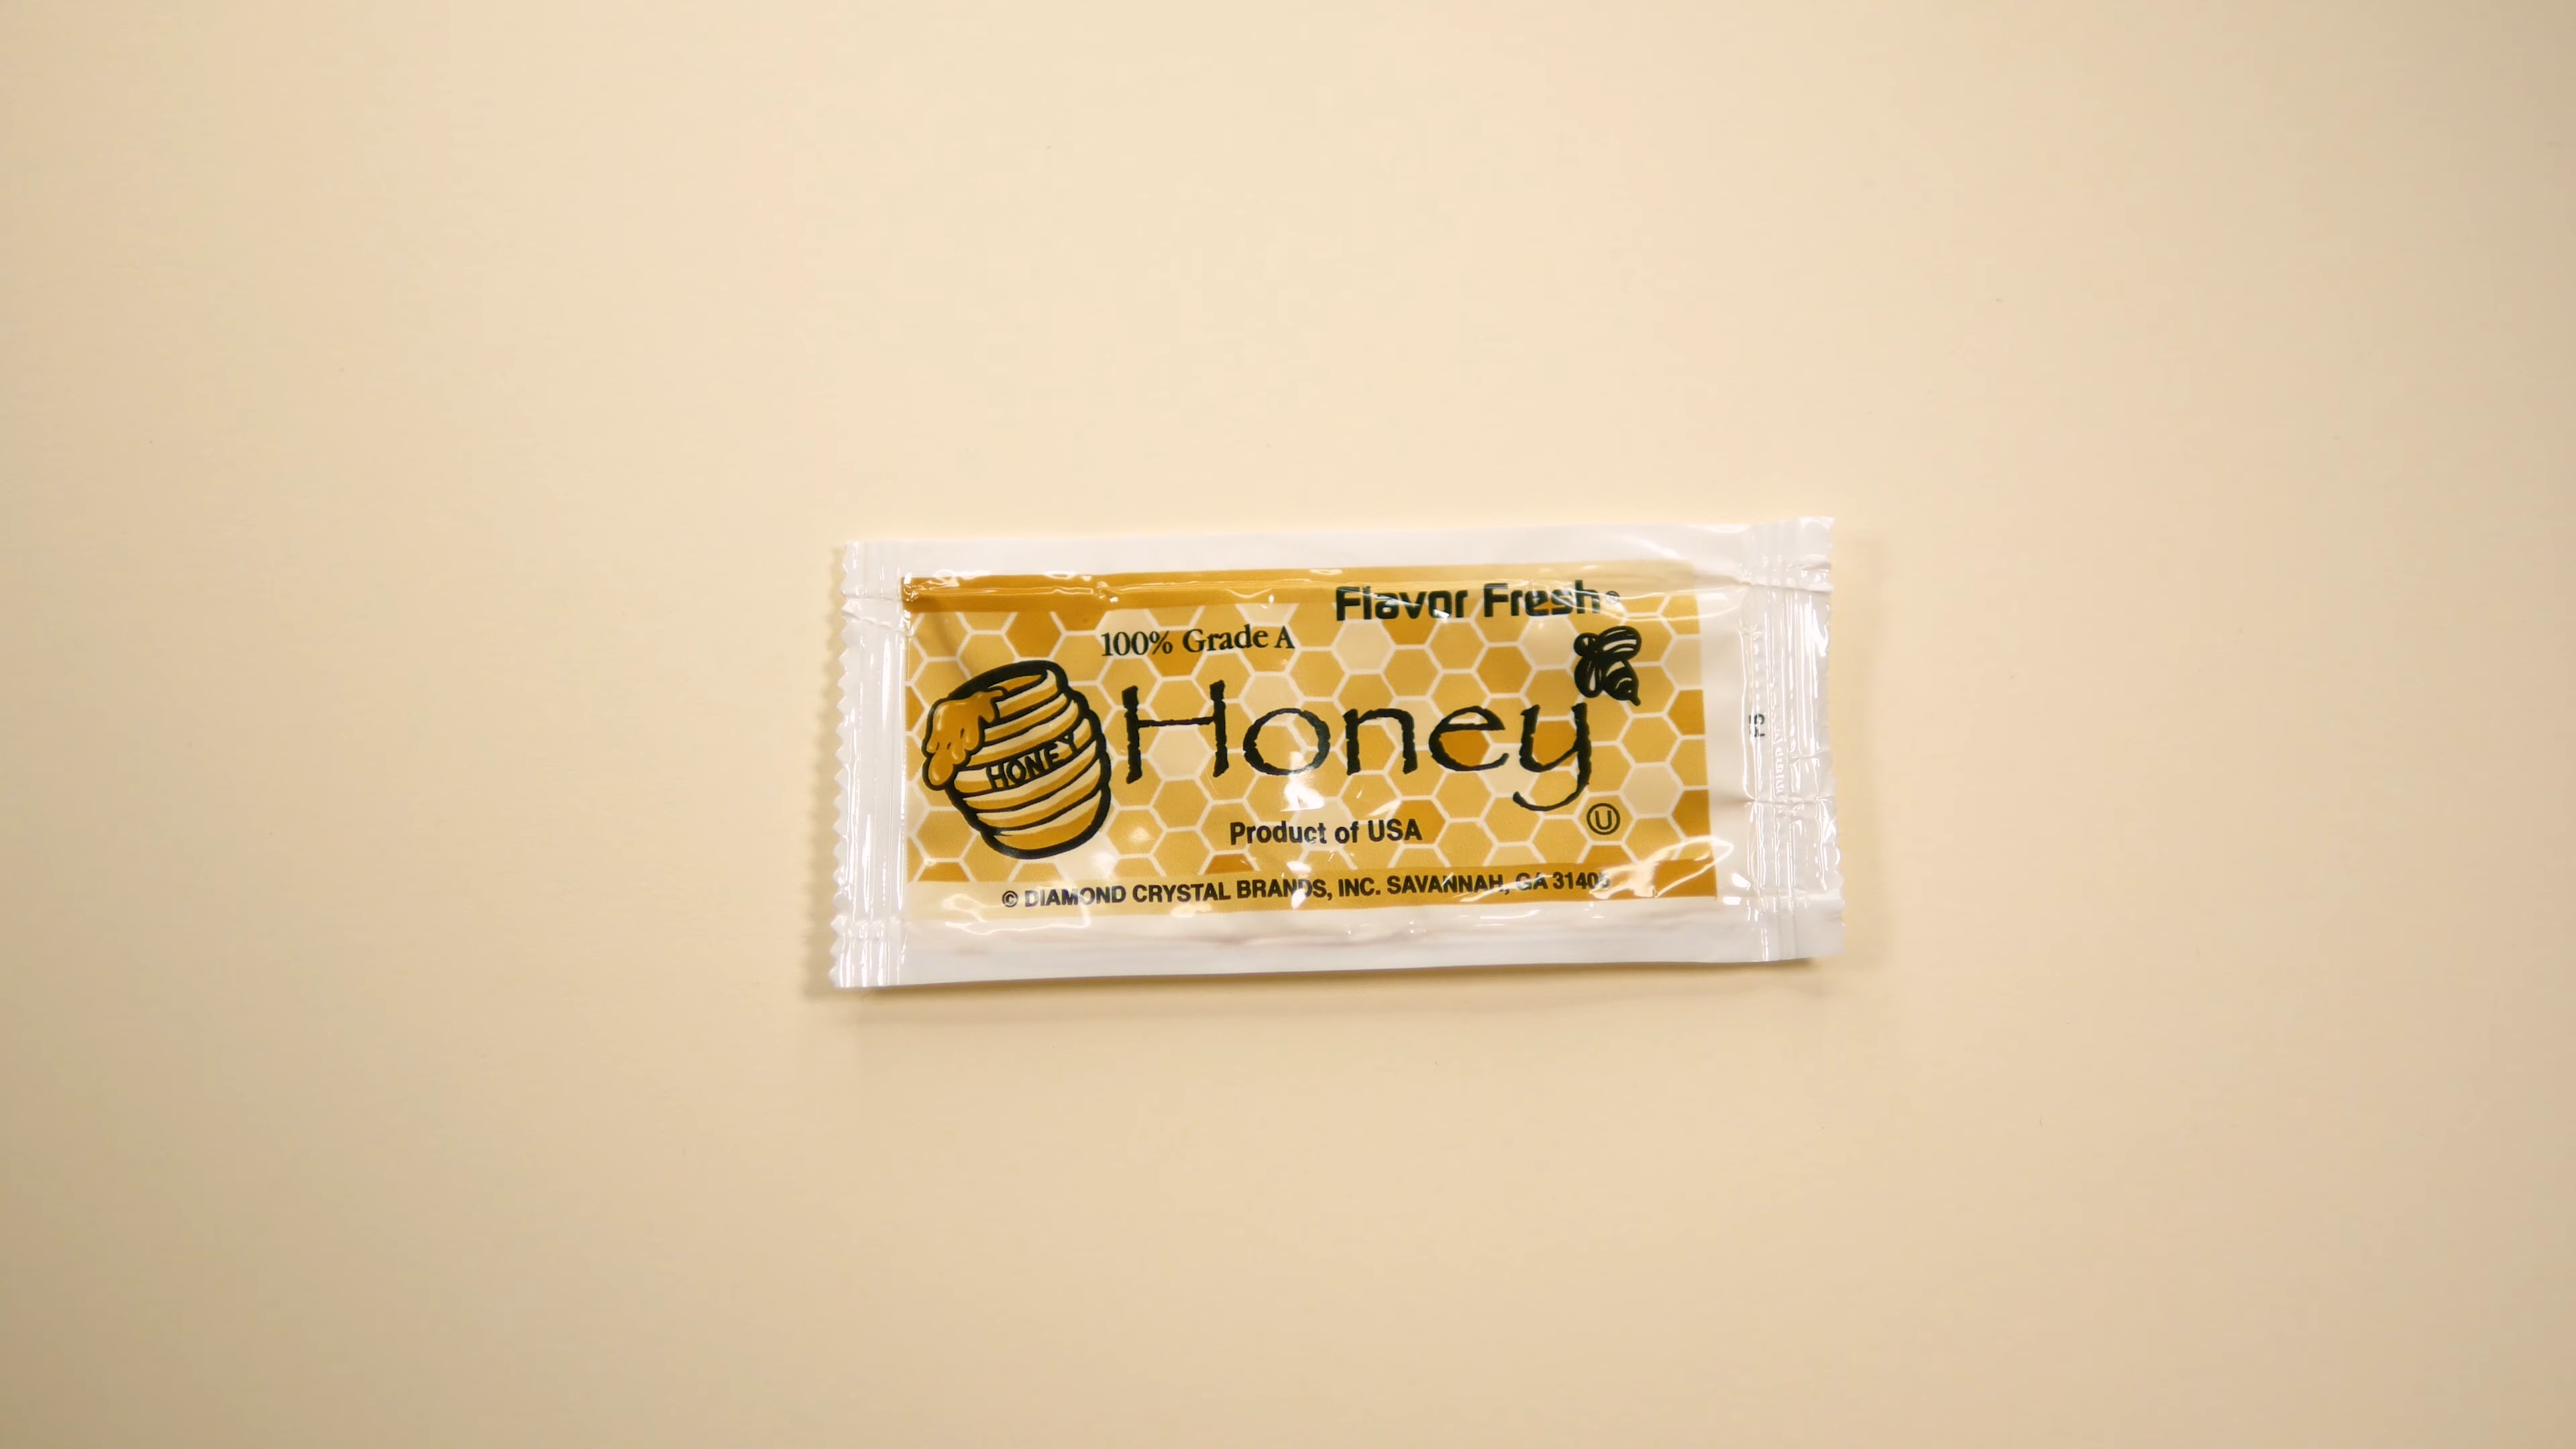 Flavor Fresh®
100% Grade A
Honey
HONEY
Product of USA
U
© DIAMOND CRYSTAL BRANDS, INC. SAVANNAH, GA